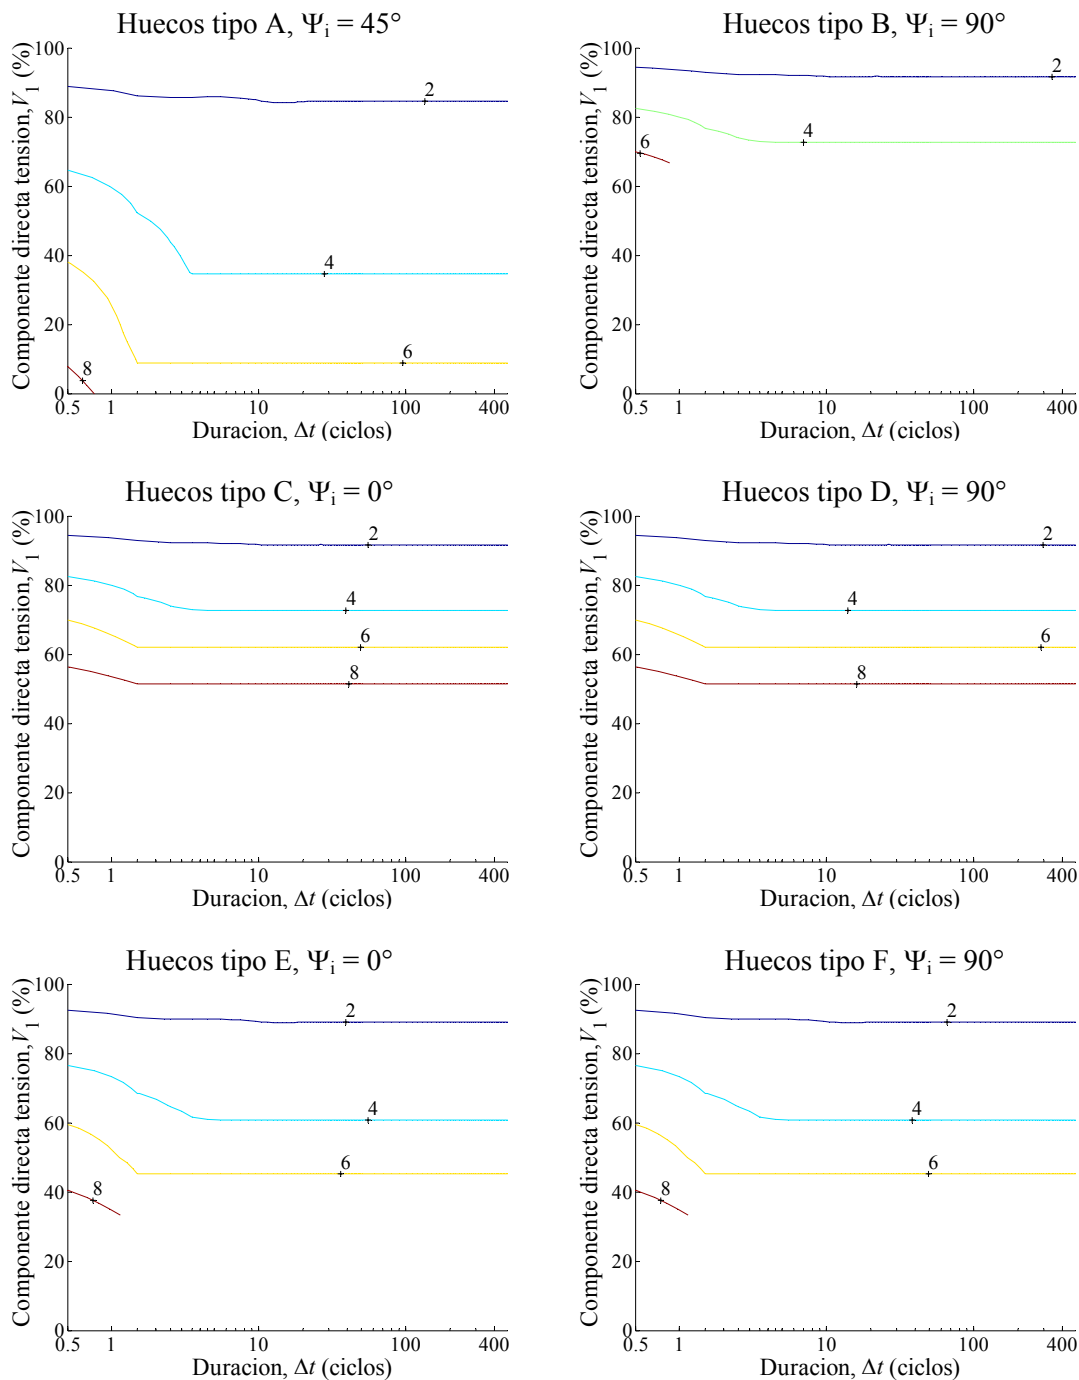 Huecos tipo A, Ψi = 45°
Componente directa tension, V1 (%)
100
80
60
40
20
0
2
4
6
8
0.5 1 10 100 400
Duracion, Δt (ciclos)
Huecos tipo B, Ψi = 90°
Componente directa tension, V1 (%)
100
80
60
40
20
0
2
4
6
0.5 1 10 100 400
Duracion, Δt (ciclos)
Huecos tipo C, Ψi = 0°
Componente directa tension, V1 (%)
100
80
60
40
20
0
2
4
6
8
0.5 1 10 100 400
Duracion, Δt (ciclos)
Huecos tipo D, Ψi = 90°
Componente directa tension, V1 (%)
100
80
60
40
20
0
2
4
6
8
0.5 1 10 100 400
Duracion, Δt (ciclos)
Huecos tipo E, Ψi = 0°
Componente directa tension, V1 (%)
100
80
60
40
20
0
2
4
6
8
0.5 1 10 100 400
Duracion, Δt (ciclos)
Huecos tipo F, Ψi = 90°
Componente directa tension, V1 (%)
100
80
60
40
20
0
2
4
6
8
0.5 1 10 100 400
Duracion, Δt (ciclos)